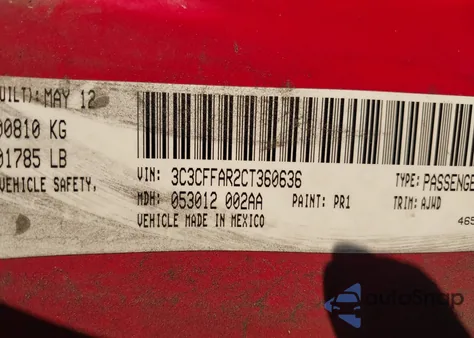 UILT): MAY 12
00810 KG
01785 LB
VEHICLE SAFETY,
VIN: 3C3CFFAR2CT360636
TYPE: PASSENGE
MDH: 053012 002AA
PAINT: PR1
TRIM: AJWD
VEHICLE MADE IN MEXICO
465
autoSnap